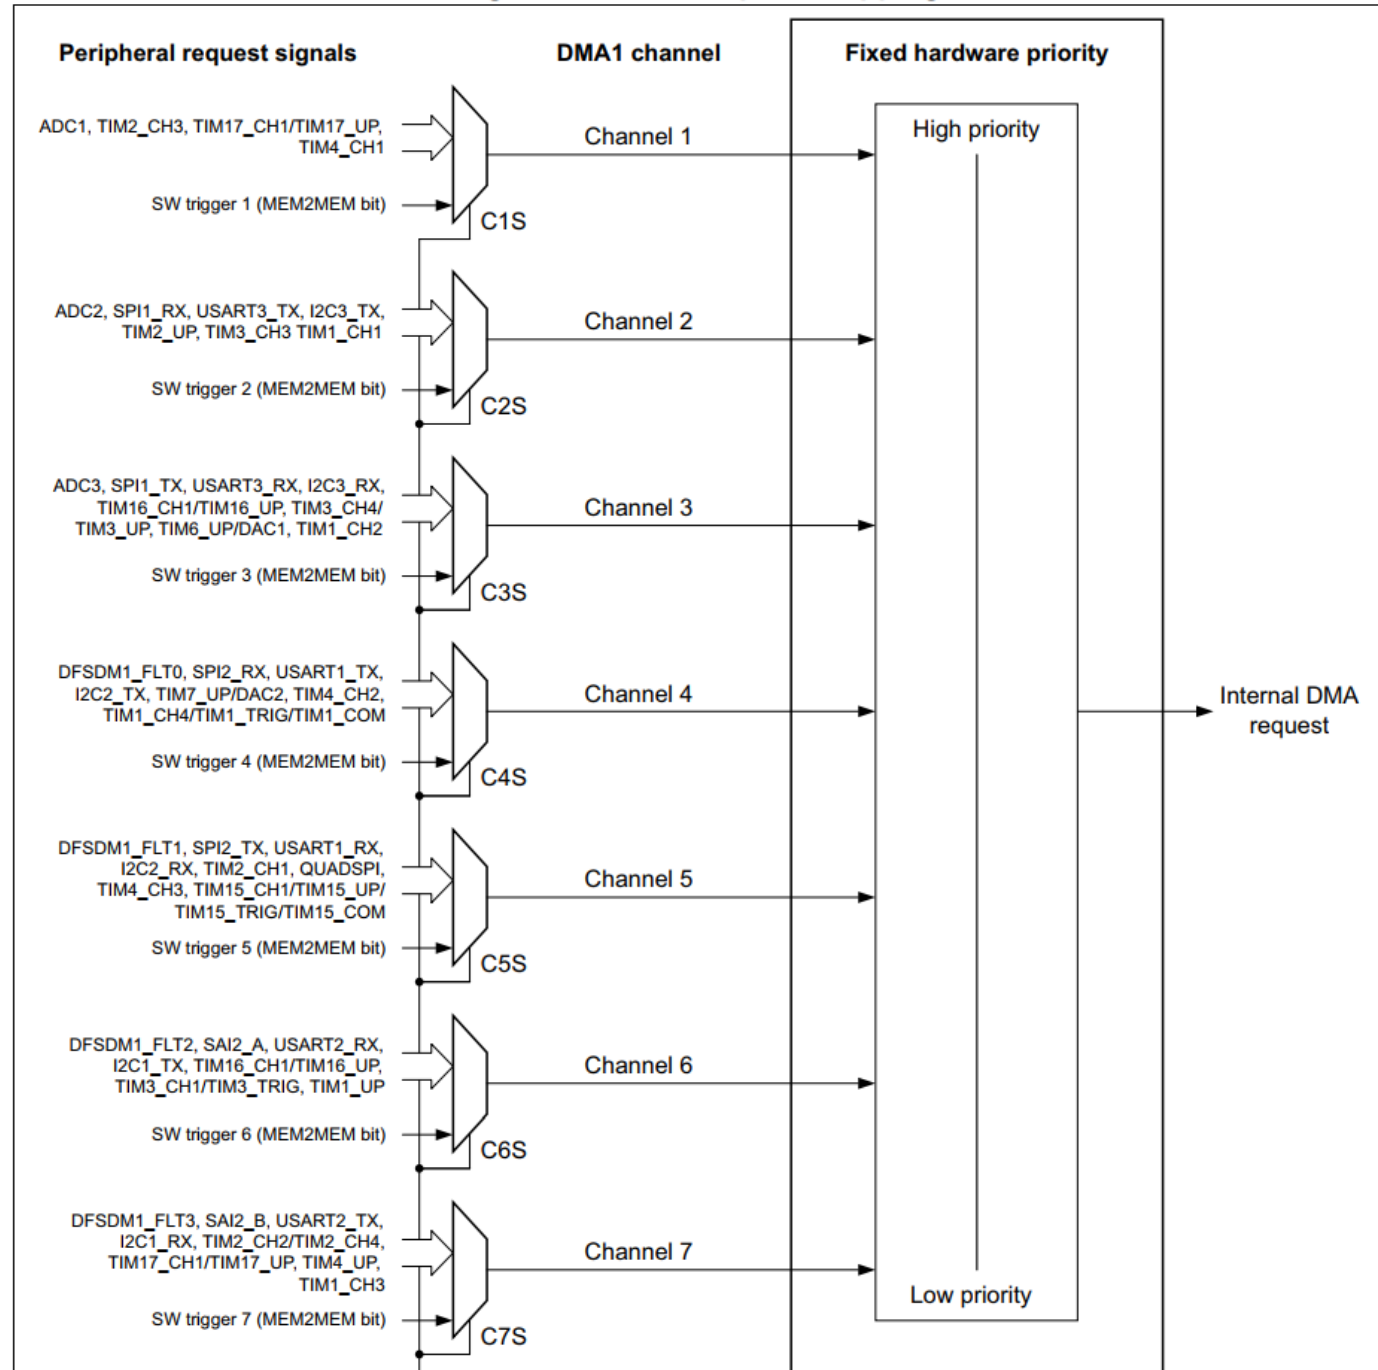 Peripheral request signals
DMA1 channel
Fixed hardware priority
ADC1, TIM2_CH3, TIM17_CH1/TIM17_UP,
TIM4_CH1
Channel 1
High priority
SW trigger 1 (MEM2MEM bit)
C1S
ADC2, SPI1_RX, USART3_TX, I2C3_TX,
TIM2_UP, TIM3_CH3 TIM1_CH1
Channel 2
SW trigger 2 (MEM2MEM bit)
C2S
ADC3, SPI1_TX, USART3_RX, I2C3_RX,
TIM16_CH1/TIM16_UP, TIM3_CH4/
TIM3_UP, TIM6_UP/DAC1, TIM1_CH2
Channel 3
SW trigger 3 (MEM2MEM bit)
C3S
DFSDM1_FLT0, SPI2_RX, USART1_TX,
I2C2_TX, TIM7_UP/DAC2, TIM4_CH2,
TIM1_CH4/TIM1_TRIG/TIM1_COM
Channel 4
Internal DMA
request
SW trigger 4 (MEM2MEM bit)
C4S
DFSDM1_FLT1, SPI2_TX, USART1_RX,
I2C2_RX, TIM2_CH1, QUADSPI,
TIM4_CH3, TIM15_CH1/TIM15_UP/
TIM15_TRIG/TIM15_COM
Channel 5
SW trigger 5 (MEM2MEM bit)
C5S
DFSDM1_FLT2, SAI2_A, USART2_RX,
I2C1_TX, TIM16_CH1/TIM16_UP,
TIM3_CH1/TIM3_TRIG, TIM1_UP
Channel 6
SW trigger 6 (MEM2MEM bit)
C6S
DFSDM1_FLT3, SAI2_B, USART2_TX,
I2C1_RX, TIM2_CH2/TIM2_CH4,
TIM17_CH1/TIM17_UP, TIM4_UP,
TIM1_CH3
Channel 7
Low priority
SW trigger 7 (MEM2MEM bit)
C7S